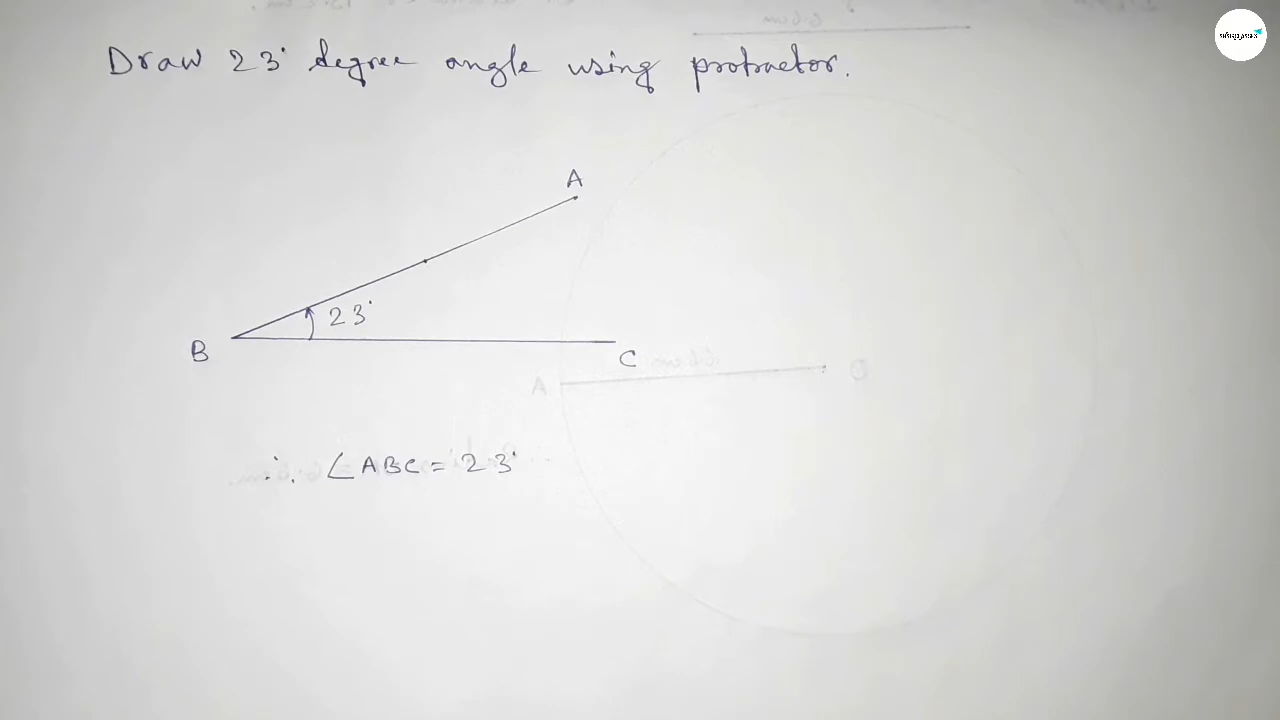 Draw 23° degree angle using protractor.
A
23°
B
C
∴ ∠ABC = 23°